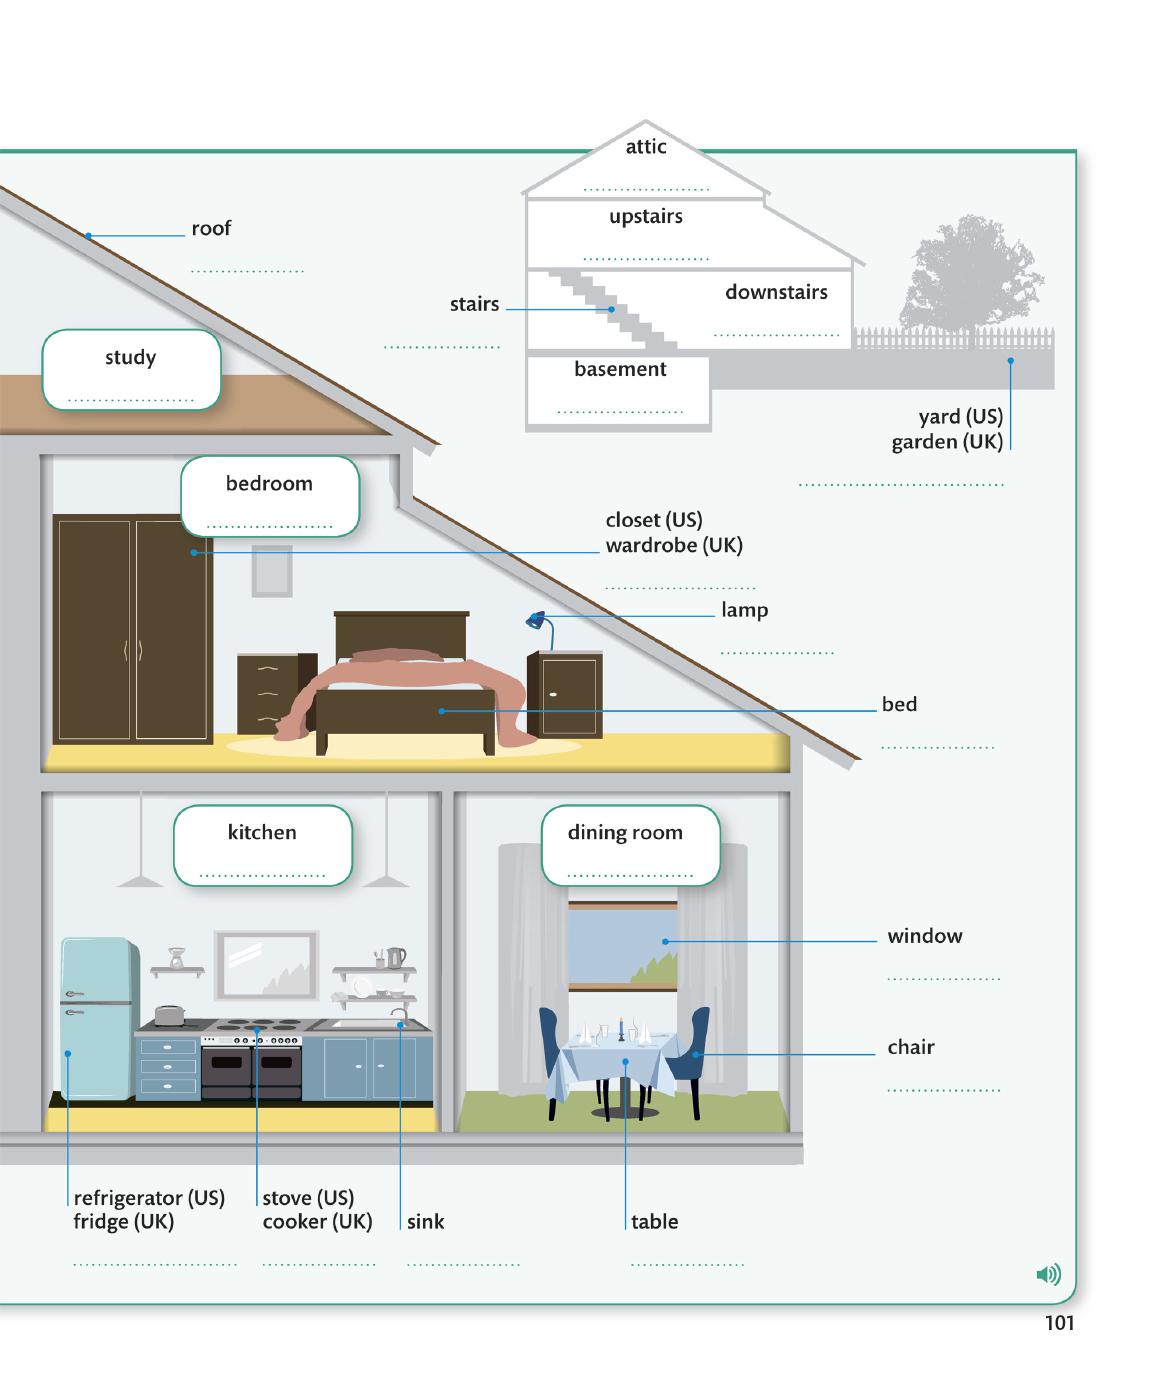 attic
upstairs
roof
downstairs
stairs
study
basement
yard (US)
garden (UK)
bedroom
closet (US)
wardrobe (UK)
lamp
bed
kitchen
dining room
window
chair
refrigerator (US)
fridge (UK)
stove (US)
cooker (UK)
sink
table
101